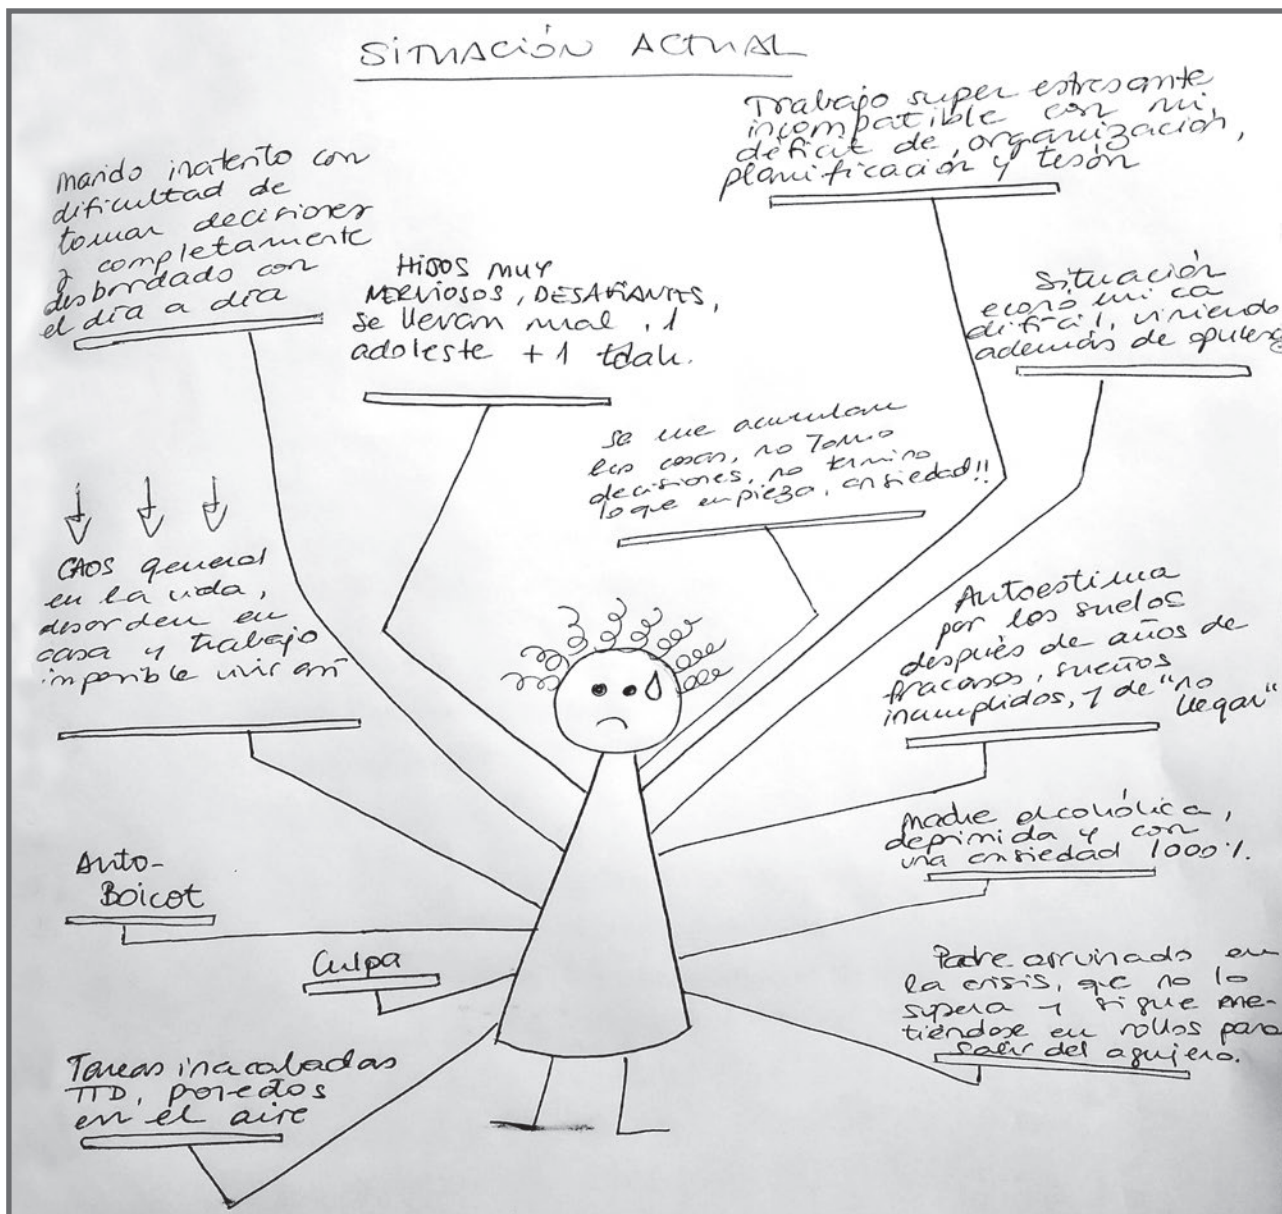 SITUACIÓN ACTUAL
Trabajo super estresante
incompatible con mi
déficit de organización,
planificación y tesón
marido inatento con
dificultad de
tomar decisiones
y completamente
desbordado con
el día a día
HIJOS MUY
NERVIOSOS, DESAFIANTES,
se llevan mal, 1
adoleste + 1 tdah.
Situación
económica
difícil, viviendo
además de
se me acumulan
las cosas, no Tomo
decisiones, no termino
lo que empieza, ansiedad!!
CAOS general
en la vida,
desorden en
casa y trabajo
imposible vivir así
Autoestima
por los suelos
después de años de
fracasos, sueños
incumplidos, y de "no
llegar"
madre alcohólica,
deprimida y con
una ansiedad 1000%.
AUTO-
BOICOT
Culpa
Padre arruinado en
la crisis, que no lo
supera y sigue me-
tiéndose en rollos para
salir del agujero.
Tareas inacabadas
en el aire